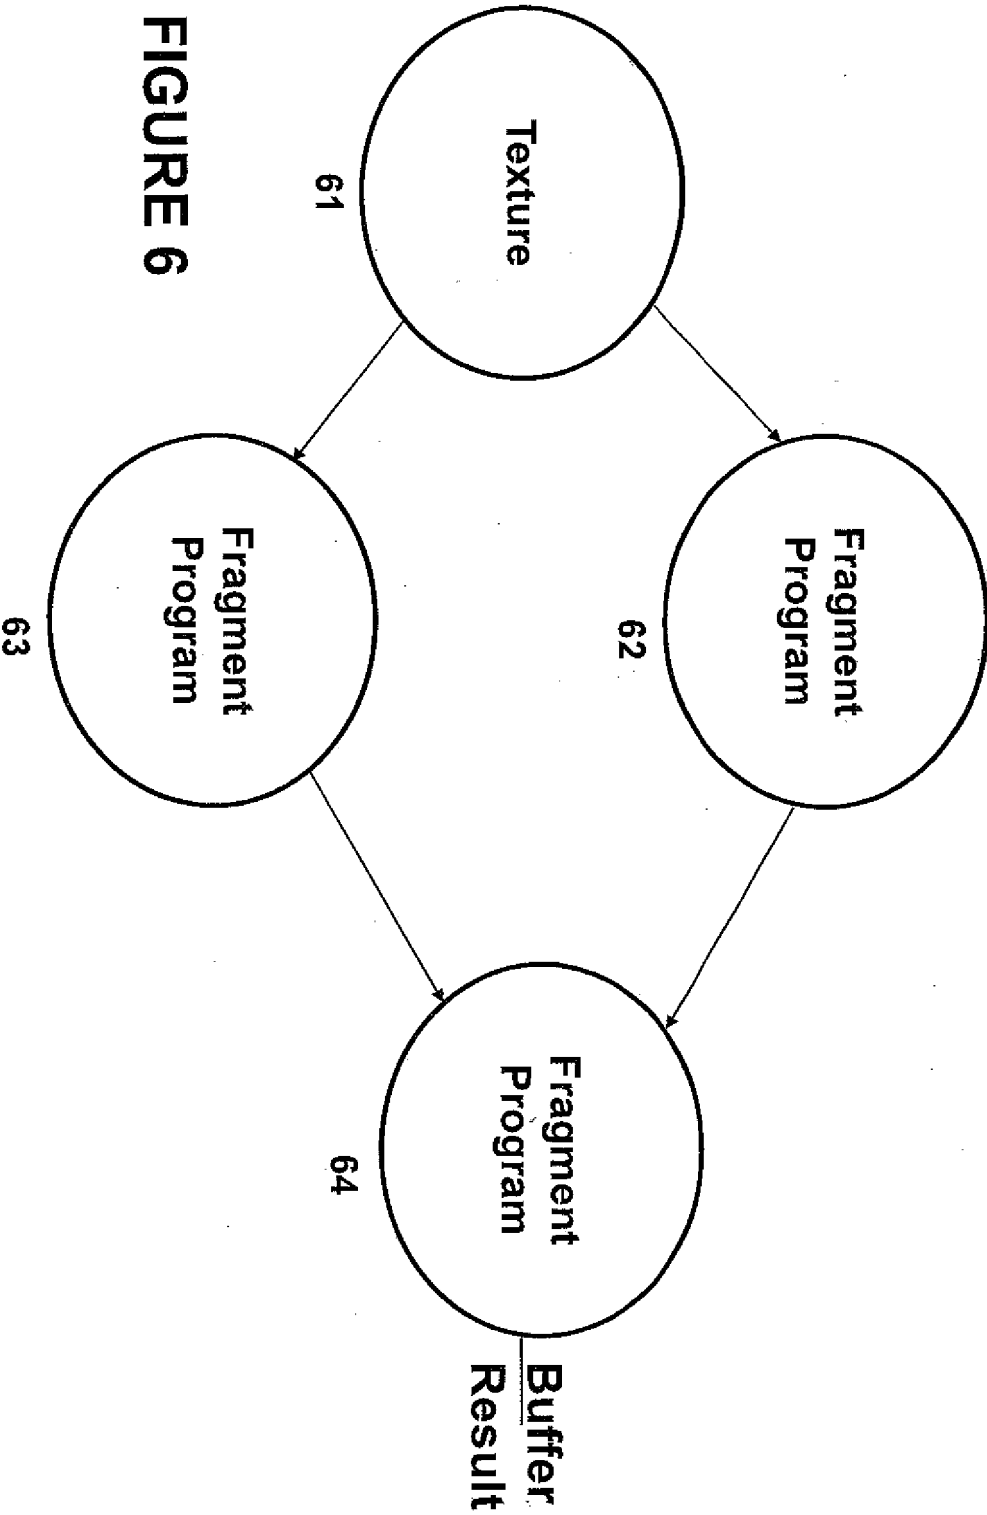 Fragment
Program
62
Texture
61
Fragment
Program
64
Buffer
Result
Fragment
Program
63
FIGURE 6